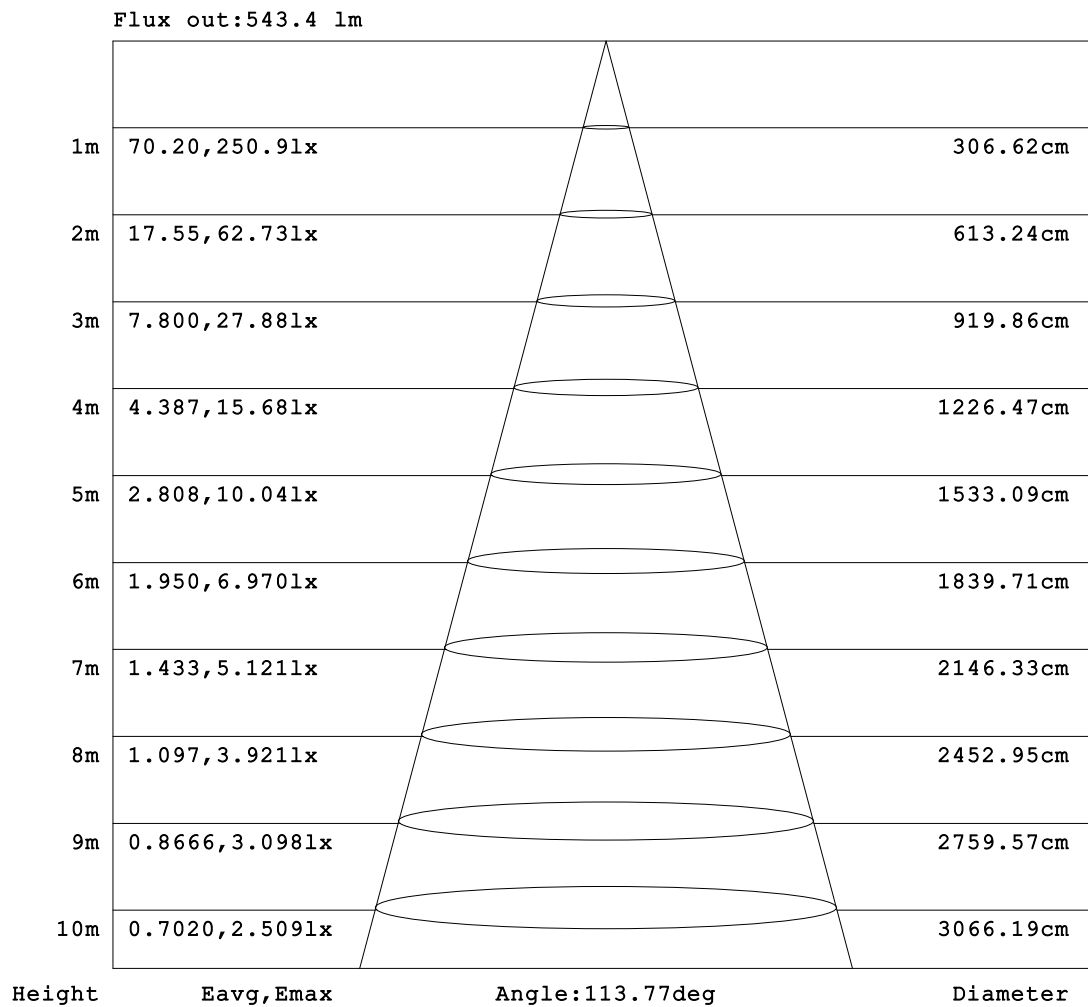 Flux out:543.4 lm
1m 70.20,250.9lx 306.62cm
2m 17.55,62.73lx 613.24cm
3m 7.800,27.88lx 919.86cm
4m 4.387,15.68lx 1226.47cm
5m 2.808,10.04lx 1533.09cm
6m 1.950,6.970lx 1839.71cm
7m 1.433,5.121lx 2146.33cm
8m 1.097,3.921lx 2452.95cm
9m 0.8666,3.098lx 2759.57cm
10m 0.7020,2.509lx 3066.19cm
Height Eavg,Emax Angle:113.77deg Diameter